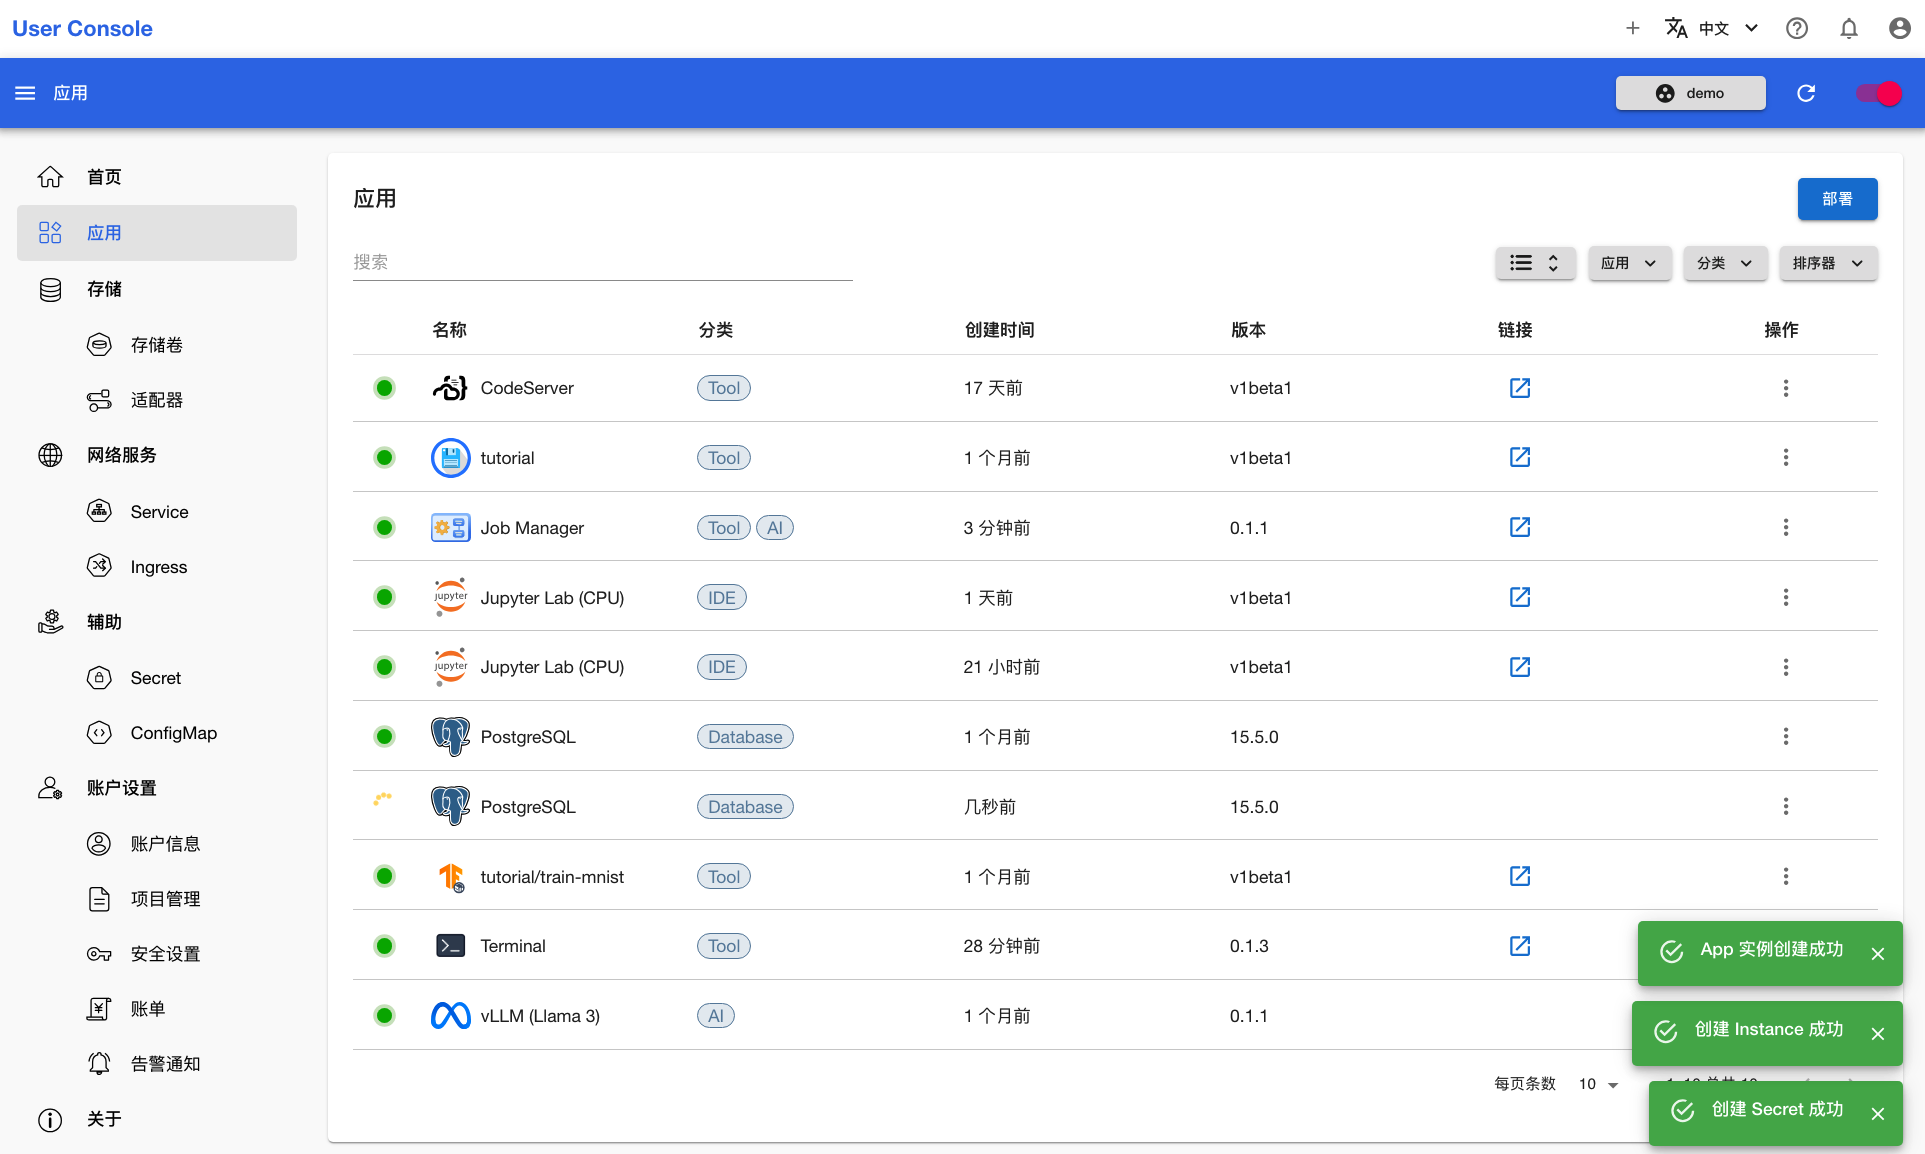 User Console
中文
应用
demo
首页
应用
存储
存储卷
适配器
网络服务
Service
Ingress
辅助
Secret
ConfigMap
账户设置
账户信息
项目管理
安全设置
账单
告警通知
关于
应用
部署
搜索
应用
分类
排序器
名称 分类 创建时间 版本 链接 操作
CodeServer Tool 17 天前 v1beta1
tutorial Tool 1 个月前 v1beta1
Job Manager Tool AI 3 分钟前 0.1.1
jupyter Jupyter Lab (CPU) IDE 1 天前 v1beta1
jupyter Jupyter Lab (CPU) IDE 21 小时前 v1beta1
PostgreSQL Database 1 个月前 15.5.0
PostgreSQL Database 几秒前 15.5.0
tutorial/train-mnist Tool 1 个月前 v1beta1
Terminal Tool 28 分钟前 0.1.3
vLLM (Llama 3) AI 1 个月前 0.1.1
每页条数 10
App 实例创建成功
创建 Instance 成功
创建 Secret 成功